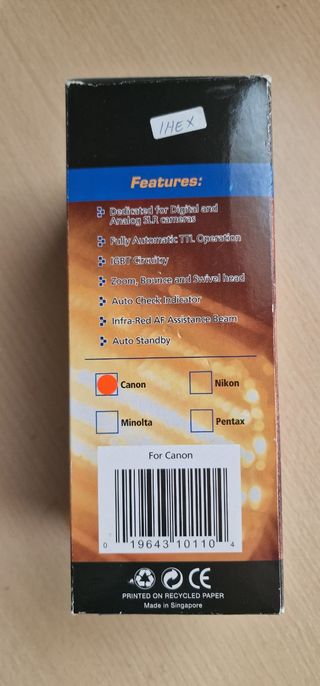 1HEX
Features:
Dedicated for Digital and
Analog SLR cameras
Fully Automatic TTL Operation
IGBT Circuitry
Zoom, Bounce and Swivel head
Auto Check Indicator
Infra-Red AF Assistance Beam
Auto Standby
Canon
Nikon
Minolta
Pentax
For Canon
0 19643 10110 4
CE
PRINTED ON RECYCLED PAPER
Made in Singapore